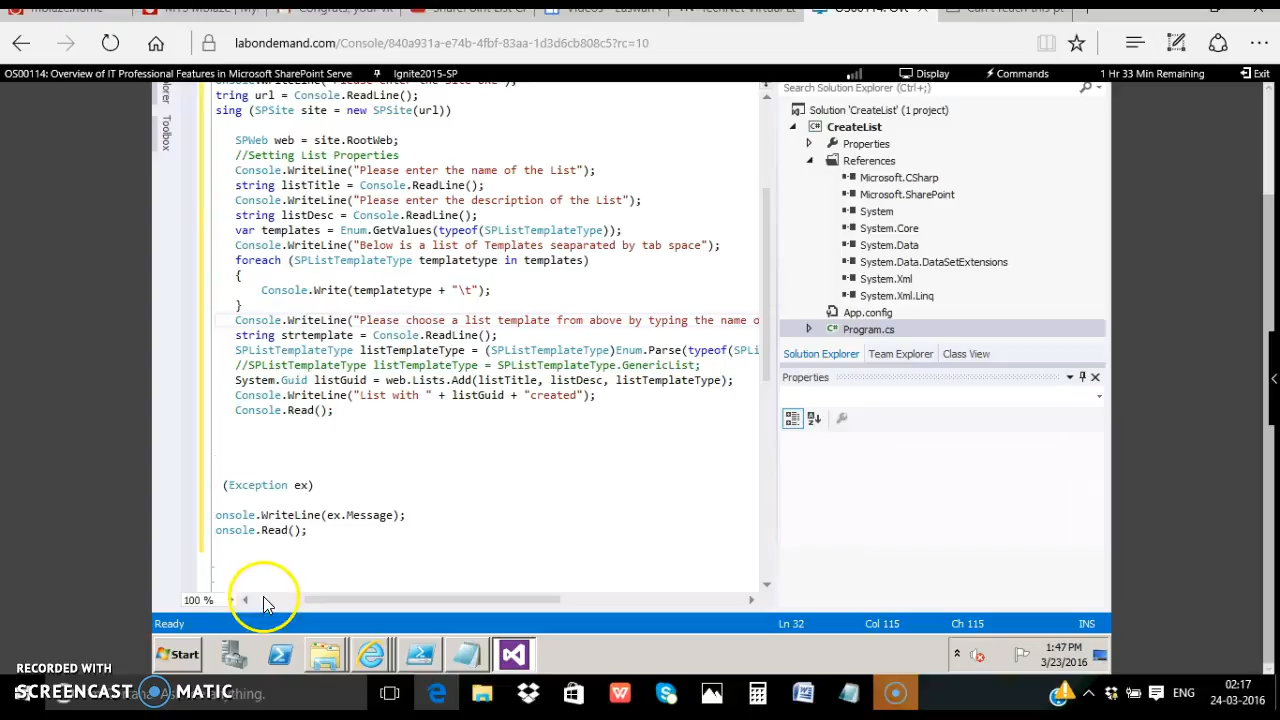 labondemand.com/Console/840a931a-e74b-4fbf-83aa-1d3d6cb808c5?rc=10
OS00114: Overview of IT Professional Features in Microsoft SharePoint Serve
Ignite2015-SP
Display
Commands
1 Hr 33 Min Remaining
Exit
tring url = Console.ReadLine();
sing (SPSite site = new SPSite(url))
SPWeb web = site.RootWeb;
//Setting List Properties
Console.WriteLine("Please enter the name of the List");
string listTitle = Console.ReadLine();
Console.WriteLine("Please enter the description of the List");
string listDesc = Console.ReadLine();
var templates = Enum.GetValues(typeof(SPListTemplateType));
Console.WriteLine("Below is a list of Templates seaparated by tab space");
foreach (SPListTemplateType templatetype in templates)
{
Console.Write(templatetype + "\t");
}
Console.WriteLine("Please choose a list template from above by typing the name o
string strtemplate = Console.ReadLine();
SPListTemplateType listTemplateType = (SPListTemplateType)Enum.Parse(typeof(SPLi
//SPListTemplateType listTemplateType = SPListTemplateType.GenericList;
System.Guid listGuid = web.Lists.Add(listTitle, listDesc, listTemplateType);
Console.WriteLine("List with " + listGuid + "created");
Console.Read();
(Exception ex)
onsole.WriteLine(ex.Message);
onsole.Read();
100 %
Toolbox
Search Solution Explorer (Ctrl+;)
Solution 'CreateList' (1 project)
CreateList
Properties
References
Microsoft.CSharp
Microsoft.SharePoint
System
System.Core
System.Data
System.Data.DataSetExtensions
System.Xml
System.Xml.Linq
App.config
Program.cs
Solution Explorer
Team Explorer
Class View
Properties
Ready
Ln 32
Col 115
Ch 115
INS
Start
1:47 PM
3/23/2016
RECORDED WITH
SCREENCAST MATIC
anything.
ENG
02:17
24-03-2016